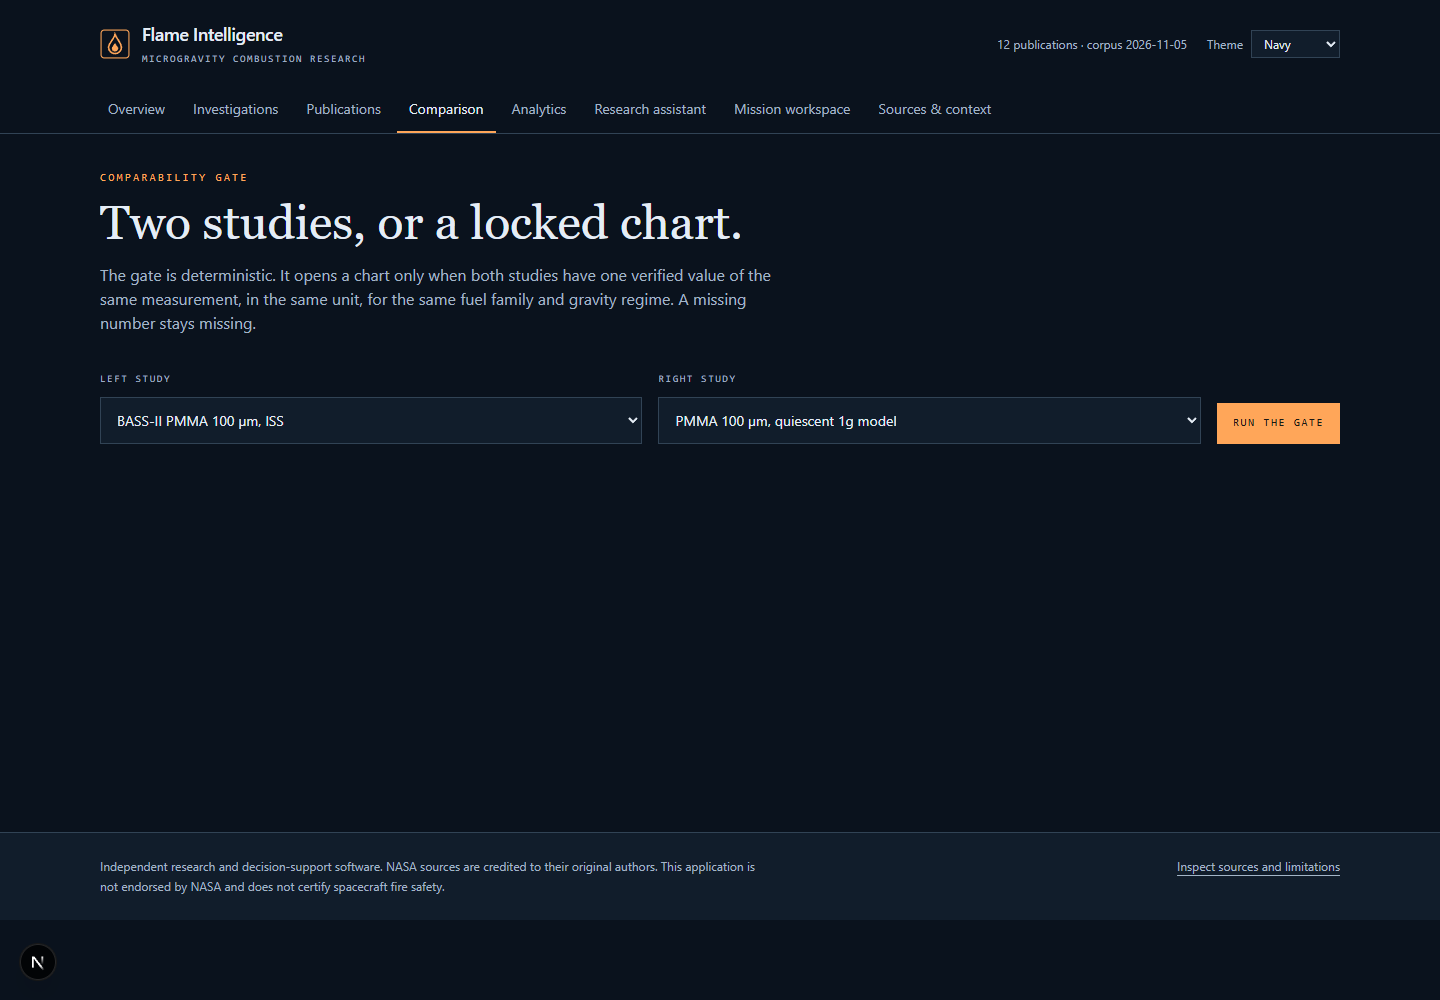 Flame Intelligence
MICROGRAVITY COMBUSTION RESEARCH
12 publications · corpus 2026-11-05
Theme
Navy
Overview
Investigations
Publications
Comparison
Analytics
Research assistant
Mission workspace
Sources & context
COMPARABILITY GATE
Two studies, or a locked chart.
The gate is deterministic. It opens a chart only when both studies have one verified value of the
same measurement, in the same unit, for the same fuel family and gravity regime. A missing
number stays missing.
LEFT STUDY
BASS-II PMMA 100 µm, ISS
RIGHT STUDY
PMMA 100 µm, quiescent 1g model
RUN THE GATE
Independent research and decision-support software. NASA sources are credited to their original authors. This application is
not endorsed by NASA and does not certify spacecraft fire safety.
Inspect sources and limitations
N